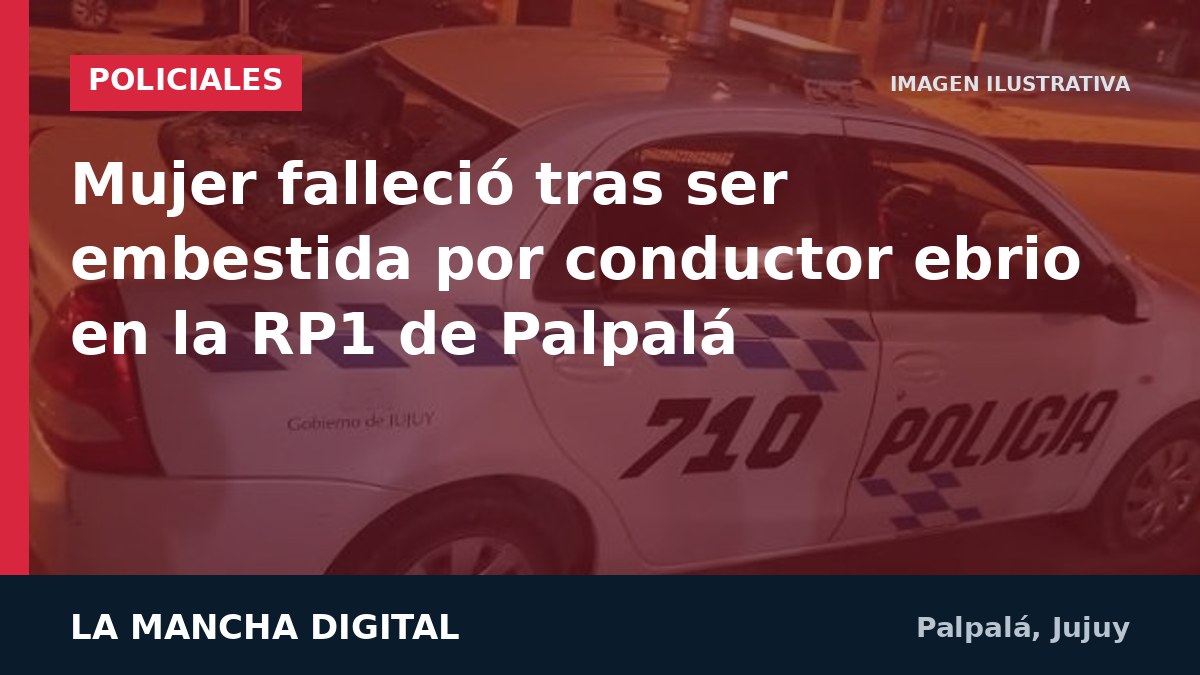 POLICIALES
IMAGEN ILUSTRATIVA
Mujer falleció tras ser
embestida por conductor ebrio
en la RP1 de Palpalá
Gobierno de JUJUY
710 POLICIA
LA MANCHA DIGITAL
Palpalá, Jujuy